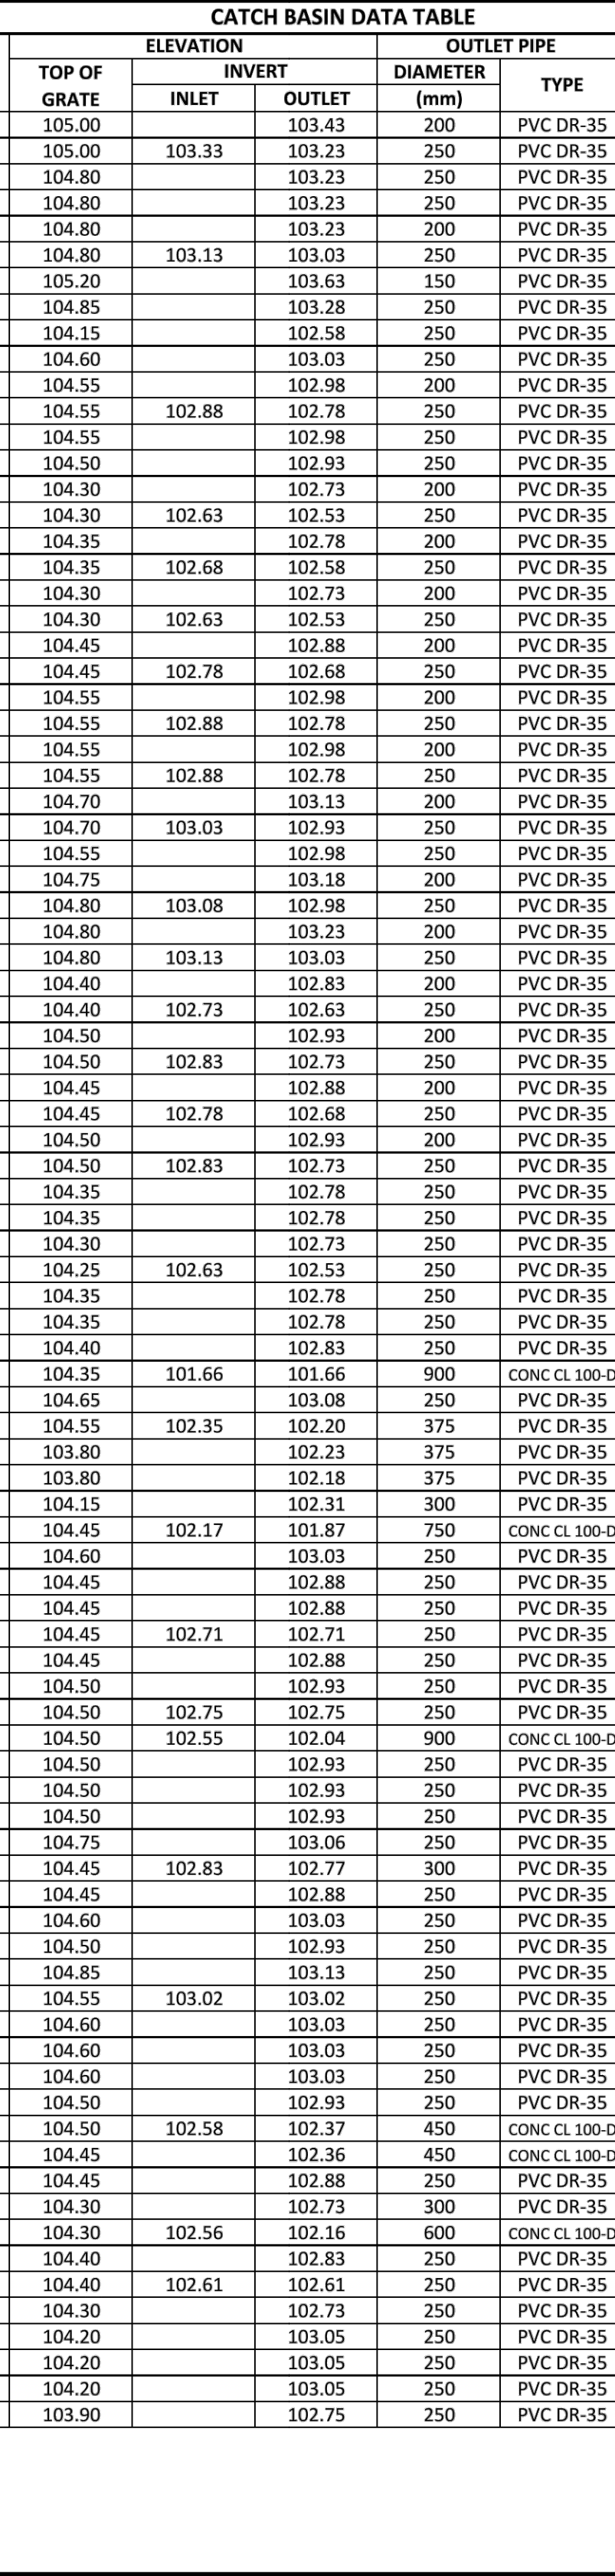 CATCH BASIN DATA TABLE
ELEVATION OUTLET PIPE
TOP OF GRATE INVERT DIAMETER (mm) TYPE
INLET OUTLET
105.00 103.43 200 PVC DR-35
105.00 103.33 103.23 250 PVC DR-35
104.80 103.23 250 PVC DR-35
104.80 103.23 250 PVC DR-35
104.80 103.23 200 PVC DR-35
104.80 103.13 103.03 250 PVC DR-35
105.20 103.63 150 PVC DR-35
104.85 103.28 250 PVC DR-35
104.15 102.58 250 PVC DR-35
104.60 103.03 250 PVC DR-35
104.55 102.98 200 PVC DR-35
104.55 102.88 102.78 250 PVC DR-35
104.55 102.98 250 PVC DR-35
104.50 102.93 250 PVC DR-35
104.30 102.73 200 PVC DR-35
104.30 102.63 102.53 250 PVC DR-35
104.35 102.78 200 PVC DR-35
104.35 102.68 102.58 250 PVC DR-35
104.30 102.73 200 PVC DR-35
104.30 102.63 102.53 250 PVC DR-35
104.45 102.88 200 PVC DR-35
104.45 102.78 102.68 250 PVC DR-35
104.55 102.98 200 PVC DR-35
104.55 102.88 102.78 250 PVC DR-35
104.55 102.98 200 PVC DR-35
104.55 102.88 102.78 250 PVC DR-35
104.70 103.13 200 PVC DR-35
104.70 103.03 102.93 250 PVC DR-35
104.55 102.98 250 PVC DR-35
104.75 103.18 200 PVC DR-35
104.80 103.08 102.98 250 PVC DR-35
104.80 103.23 200 PVC DR-35
104.80 103.13 103.03 250 PVC DR-35
104.40 102.83 200 PVC DR-35
104.40 102.73 102.63 250 PVC DR-35
104.50 102.93 200 PVC DR-35
104.50 102.83 102.73 250 PVC DR-35
104.45 102.88 200 PVC DR-35
104.45 102.78 102.68 250 PVC DR-35
104.50 102.93 200 PVC DR-35
104.50 102.83 102.73 250 PVC DR-35
104.35 102.78 250 PVC DR-35
104.35 102.78 250 PVC DR-35
104.30 102.73 250 PVC DR-35
104.25 102.63 102.53 250 PVC DR-35
104.35 102.78 250 PVC DR-35
104.35 102.78 250 PVC DR-35
104.40 102.83 250 PVC DR-35
104.35 101.66 101.66 900 CONC CL 100-D
104.65 103.08 250 PVC DR-35
104.55 102.35 102.20 375 PVC DR-35
103.80 102.23 375 PVC DR-35
103.80 102.18 375 PVC DR-35
104.15 102.31 300 PVC DR-35
104.45 102.17 101.87 750 CONC CL 100-D
104.60 103.03 250 PVC DR-35
104.45 102.88 250 PVC DR-35
104.45 102.88 250 PVC DR-35
104.45 102.71 102.71 250 PVC DR-35
104.45 102.88 250 PVC DR-35
104.50 102.93 250 PVC DR-35
104.50 102.75 102.75 250 PVC DR-35
104.50 102.55 102.04 900 CONC CL 100-D
104.50 102.93 250 PVC DR-35
104.50 102.93 250 PVC DR-35
104.50 102.93 250 PVC DR-35
104.75 103.06 250 PVC DR-35
104.45 102.83 102.77 300 PVC DR-35
104.45 102.88 250 PVC DR-35
104.60 103.03 250 PVC DR-35
104.50 102.93 250 PVC DR-35
104.85 103.13 250 PVC DR-35
104.55 103.02 103.02 250 PVC DR-35
104.60 103.03 250 PVC DR-35
104.60 103.03 250 PVC DR-35
104.60 103.03 250 PVC DR-35
104.50 102.93 250 PVC DR-35
104.50 102.58 102.37 450 CONC CL 100-D
104.45 102.36 450 CONC CL 100-D
104.45 102.88 250 PVC DR-35
104.30 102.73 300 PVC DR-35
104.30 102.56 102.16 600 CONC CL 100-D
104.40 102.83 250 PVC DR-35
104.40 102.61 102.61 250 PVC DR-35
104.30 102.73 250 PVC DR-35
104.20 103.05 250 PVC DR-35
104.20 103.05 250 PVC DR-35
104.20 103.05 250 PVC DR-35
103.90 102.75 250 PVC DR-35